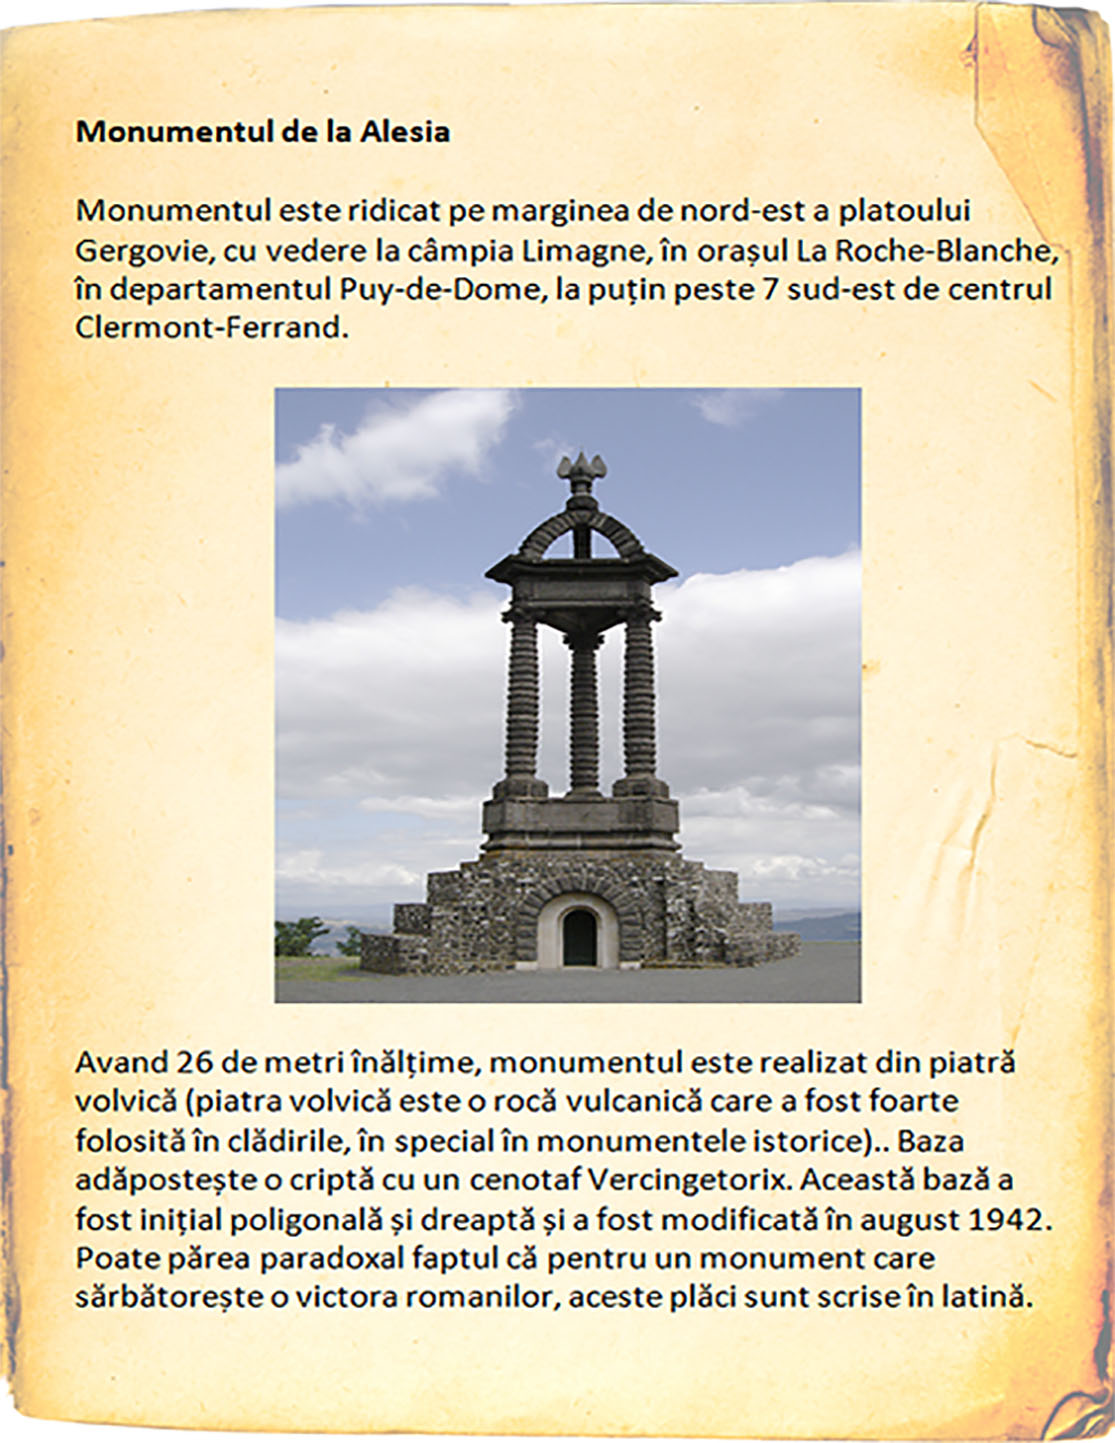 Monumentul de la Alesia
Monumentul este ridicat pe marginea de nord-est a platoului
Gergovie, cu vedere la câmpia Limagne, în orașul La Roche-Blanche,
în departamentul Puy-de-Dome, la puțin peste 7 sud-est de centrul
Clermont-Ferrand.
Avand 26 de metri înălțime, monumentul este realizat din piatră
volvică (piatra volvică este o rocă vulcanică care a fost foarte
folosită în clădirile, în special în monumentele istorice).. Baza
adăpostește o criptă cu un cenotaf Vercingetorix. Această bază a
fost inițial poligonală și dreaptă și a fost modificată în august 1942.
Poate părea paradoxal faptul că pentru un monument care
sărbătorește o victora romanilor, aceste plăci sunt scrise în latină.